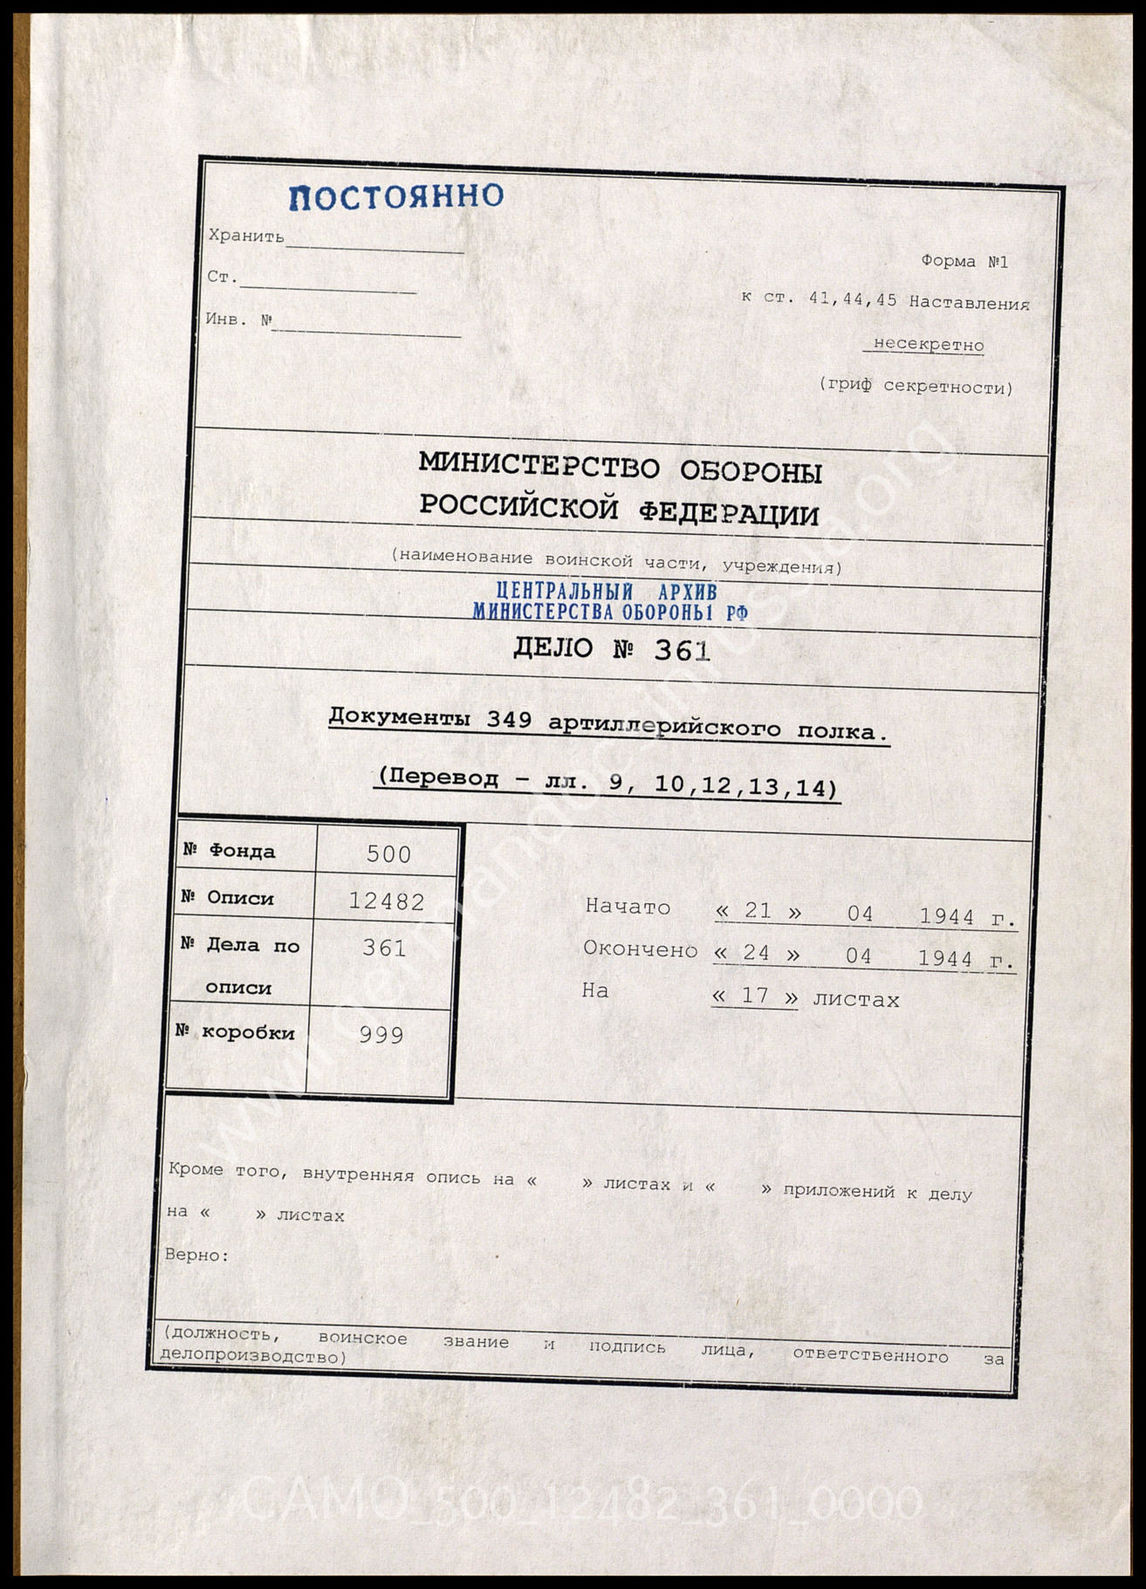 ПОСТОЯННО
Хранить
Ст.
Инв. №
Форма №1
к ст. 41,44,45 Наставления
несекретно
(гриф секретности)
МИНИСТЕРСТВО ОБОРОНЫ
РОССИЙСКОЙ ФЕДЕРАЦИИ
(наименование воинской части, учреждения)
ЦЕНТРАЛЬНЫЙ АРХИВ
МИНИСТЕРСТВА ОБОРОНЫ РФ
ДЕЛО № 361
Документы 349 артиллерийского полка.
(Перевод – лл. 9, 10,12,13,14)
№ Фонда 500
№ Описи 12482
№ Дела по 361
описи
№ коробки 999
Начато « 21 » 04 1944 г.
Окончено « 24 » 04 1944 г.
На « 17 » листах
Кроме того, внутренняя опись на « » листах и « » приложений к делу
на « » листах
Верно:
(должность, воинское звание и подпись лица, ответственного за
делопроизводство)
www.germandocsinrussia.org
CAMO_500_12482_361_0000